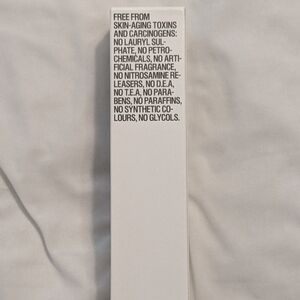 FREE FROM
SKIN-AGING TOXINS
AND CARCINOGENS:
NO LAURYL SUL-
PHATE, NO PETRO-
CHEMICALS, NO ARTI-
FICIAL FRAGRANCE,
NO NITROSAMINE RE-
LEASERS, NO D.E.A,
NO T.E.A, NO PARA-
BENS, NO PARAFFINS,
NO SYNTHETIC CO-
LOURS, NO GLYCOLS.